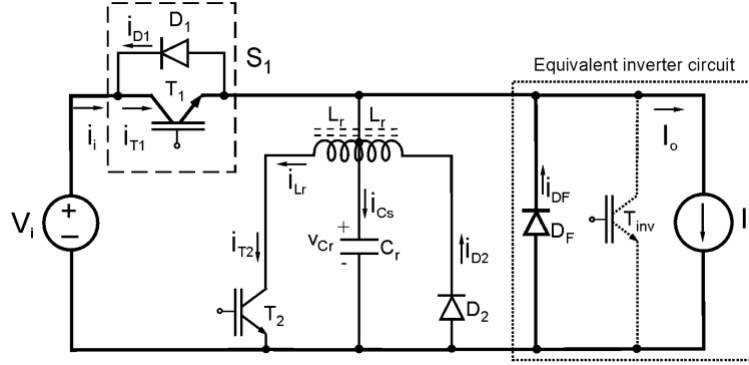 i_D1
D_1
S_1
Equivalent inverter circuit
T_1
i_i
i_T1
L_r
L_r
I_o
i_Lr
i_Cs
i_DF
V_i
+
−
i_T2
+
v_Cr
-
C_r
i_D2
D_F
T_inv
I
T_2
D_2